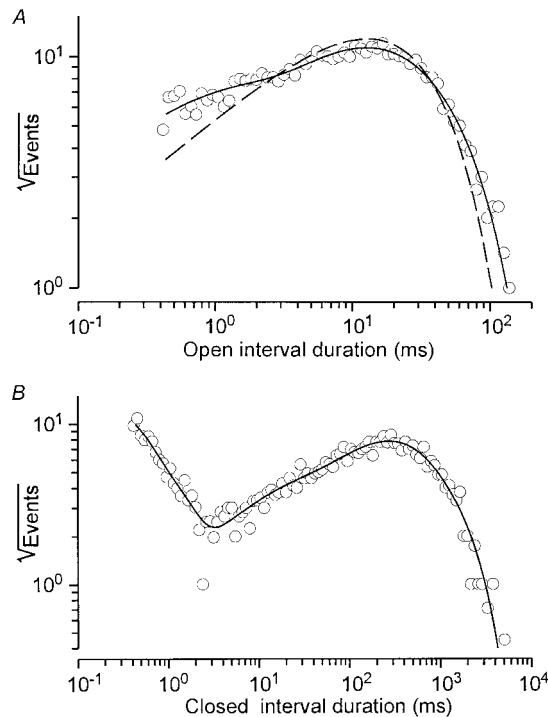 A
10¹
√Events
10⁰
10⁻¹ 10⁰ 10¹ 10²
Open interval duration (ms)
B
10¹
√Events
10⁰
10⁻¹ 10⁰ 10¹ 10² 10³ 10⁴
Closed interval duration (ms)